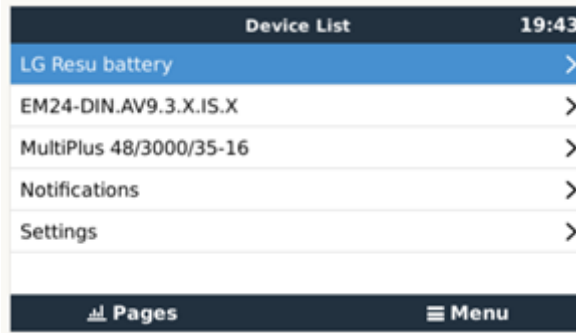 Device List 19:43
LG Resu battery
EM24-DIN.AV9.3.X.IS.X
MultiPlus 48/3000/35-16
Notifications
Settings
Pages Menu